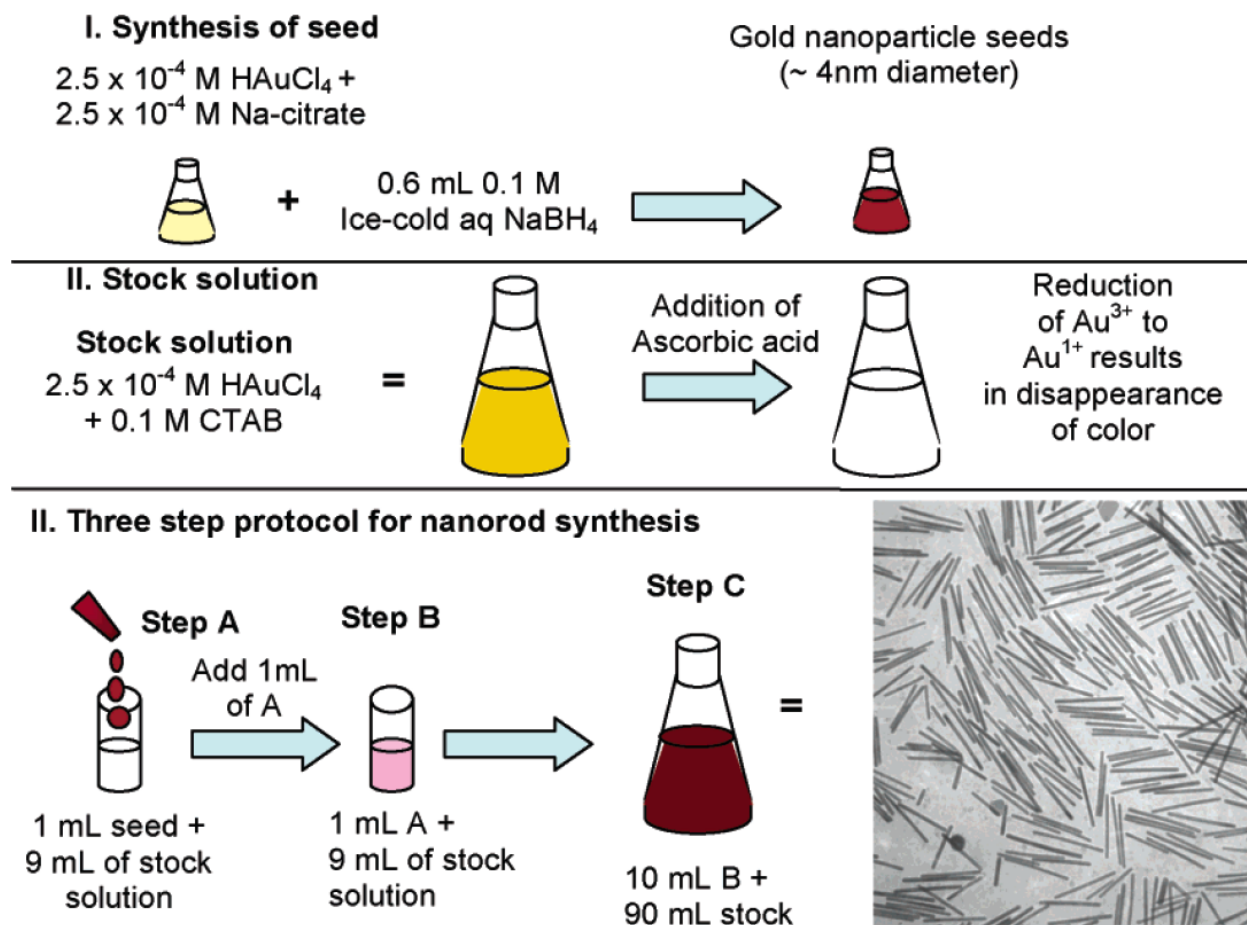 I. Synthesis of seed
2.5 x 10⁻⁴ M HAuCl₄ +
2.5 x 10⁻⁴ M Na-citrate
+
0.6 mL 0.1 M
Ice-cold aq NaBH₄
Gold nanoparticle seeds
(~ 4nm diameter)
II. Stock solution
Stock solution
2.5 x 10⁻⁴ M HAuCl₄
+ 0.1 M CTAB
=
Addition of
Ascorbic acid
Reduction
of Au³⁺ to
Au¹⁺ results
in disappearance
of color
II. Three step protocol for nanorod synthesis
Step A
1 mL seed +
9 mL of stock
solution
Add 1mL
of A
Step B
1 mL A +
9 mL of stock
solution
Step C
10 mL B +
90 mL stock
=